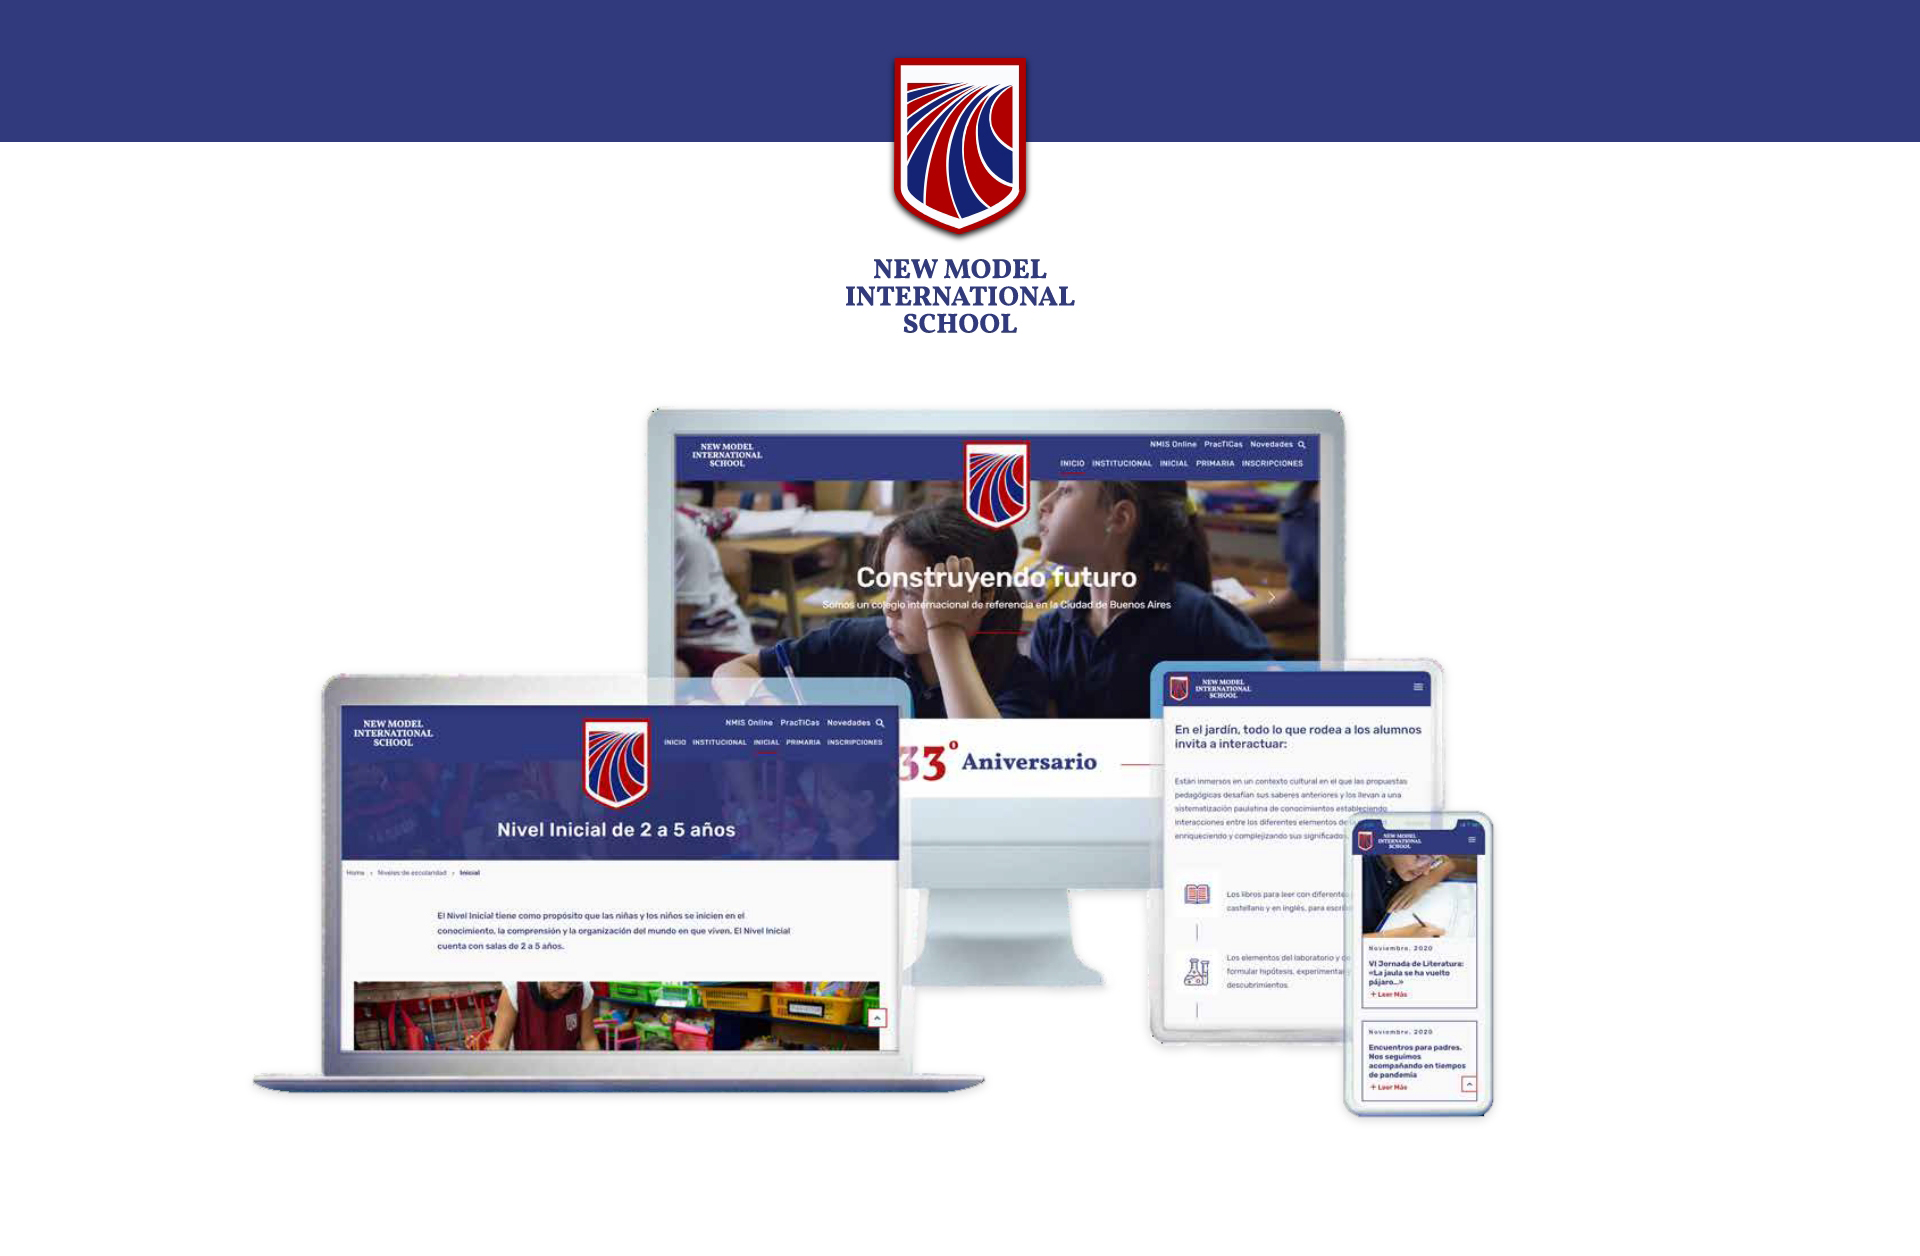 NEW MODEL
INTERNATIONAL
SCHOOL
NEW MODEL
INTERNATIONAL
SCHOOL
NMIS Online PracTICas Novedades
INICIO INSTITUCIONAL INICIAL PRIMARIA INSCRIPCIONES
Construyendo futuro
Somos un colegio internacional de referencia en la Ciudad de Buenos Aires
33º Aniversario
NEW MODEL
INTERNATIONAL
SCHOOL
NMIS Online PracTICas Novedades
INICIO INSTITUCIONAL INICIAL PRIMARIA INSCRIPCIONES
Nivel Inicial de 2 a 5 años
Home › Niveles de escolaridad › Inicial
El Nivel Inicial tiene como propósito que las niñas y los niños se inicien en el
conocimiento, la comprensión y la organización del mundo en que viven. El Nivel Inicial
cuenta con salas de 2 a 5 años.
NEW MODEL
INTERNATIONAL
SCHOOL
En el jardín, todo lo que rodea a los alumnos
invita a interactuar:
Están inmersos en un contexto cultural en el que las propuestas
pedagógicas desafían sus saberes anteriores y los llevan a una
sistematización paulatina de conocimientos estableciendo
interacciones entre los diferentes elementos de
enriqueciendo y complejizando sus significados
Los libros para leer con diferentes
castellano y en inglés, para
Los elementos del laboratorio y
formular hipótesis, experimentar
descubrimientos.
NEW MODEL
INTERNATIONAL
SCHOOL
Noviembre, 2020
VI Jornada de Literatura:
«La jaula se ha vuelto
pájaro...»
+ Leer Más
Noviembre, 2020
Encuentros para padres.
Nos seguimos
acompañando en tiempos
de pandemia
+ Leer Más